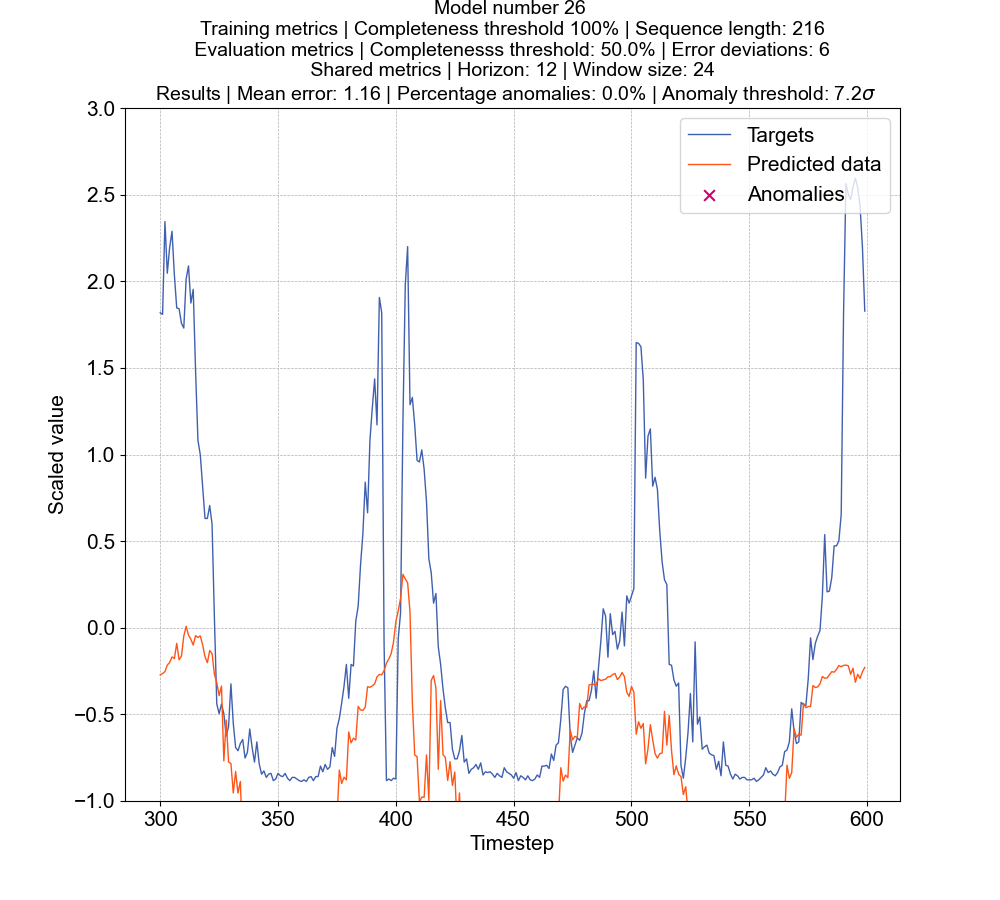 Model number 26
Training metrics | Completeness threshold 100% | Sequence length: 216
Evaluation metrics | Completenesss threshold: 50.0% | Error deviations: 6
Shared metrics | Horizon: 12 | Window size: 24
Results | Mean error: 1.16 | Percentage anomalies: 0.0% | Anomaly threshold: 7.2σ
Targets
Predicted data
Anomalies
3.0
2.5
2.0
1.5
1.0
0.5
0.0
−0.5
−1.0
Scaled value
300
350
400
450
500
550
600
Timestep